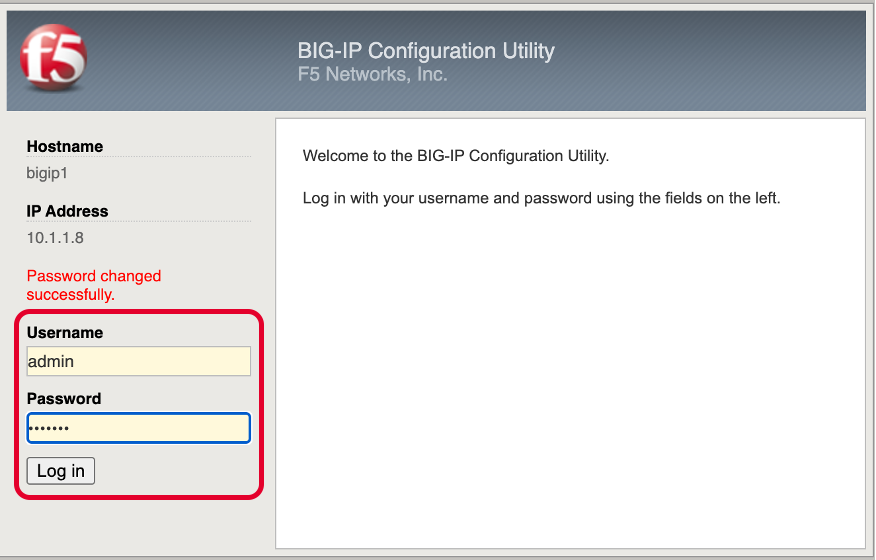 f5
BIG-IP Configuration Utility
F5 Networks, Inc.
Hostname
bigip1
IP Address
10.1.1.8
Password changed
successfully.
Username
admin
Password
•••••••
Log in
Welcome to the BIG-IP Configuration Utility.
Log in with your username and password using the fields on the left.